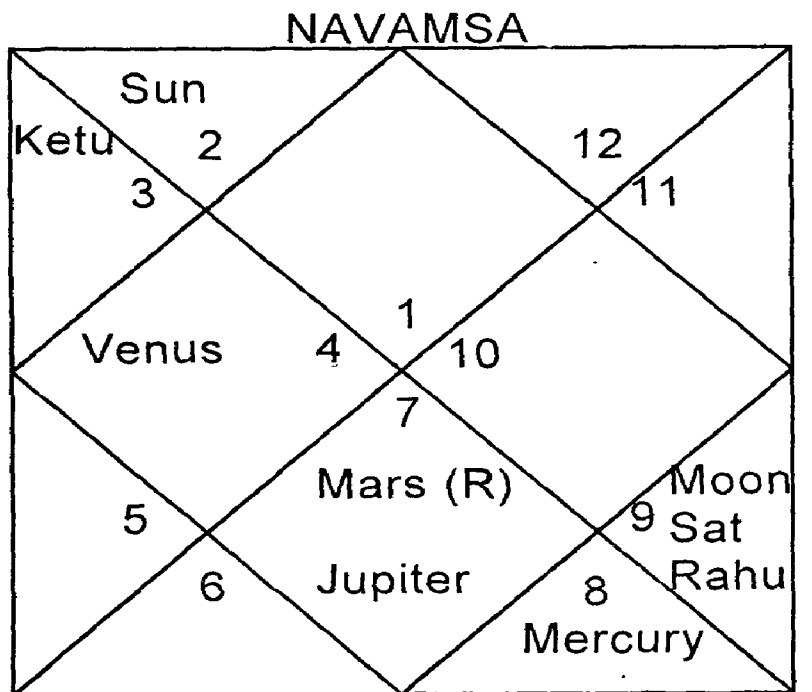 NAVAMSA
Sun
Ketu
2
12
3
11
1
Venus
4
10
7
Mars (R)
Moon
5
9
Sat
Jupiter
Rahu
6
8
Mercury